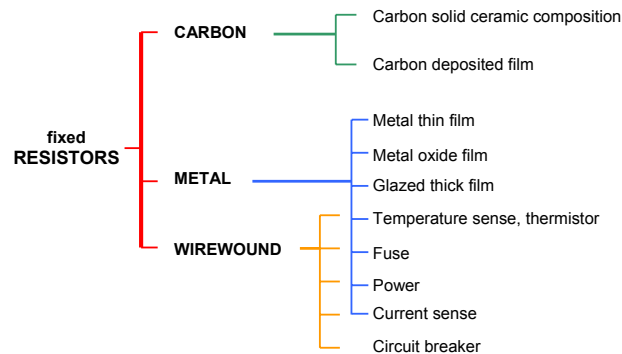 fixed
RESISTORS
CARBON
Carbon solid ceramic composition
Carbon deposited film
METAL
Metal thin film
Metal oxide film
Glazed thick film
WIREWOUND
Temperature sense, thermistor
Fuse
Power
Current sense
Circuit breaker